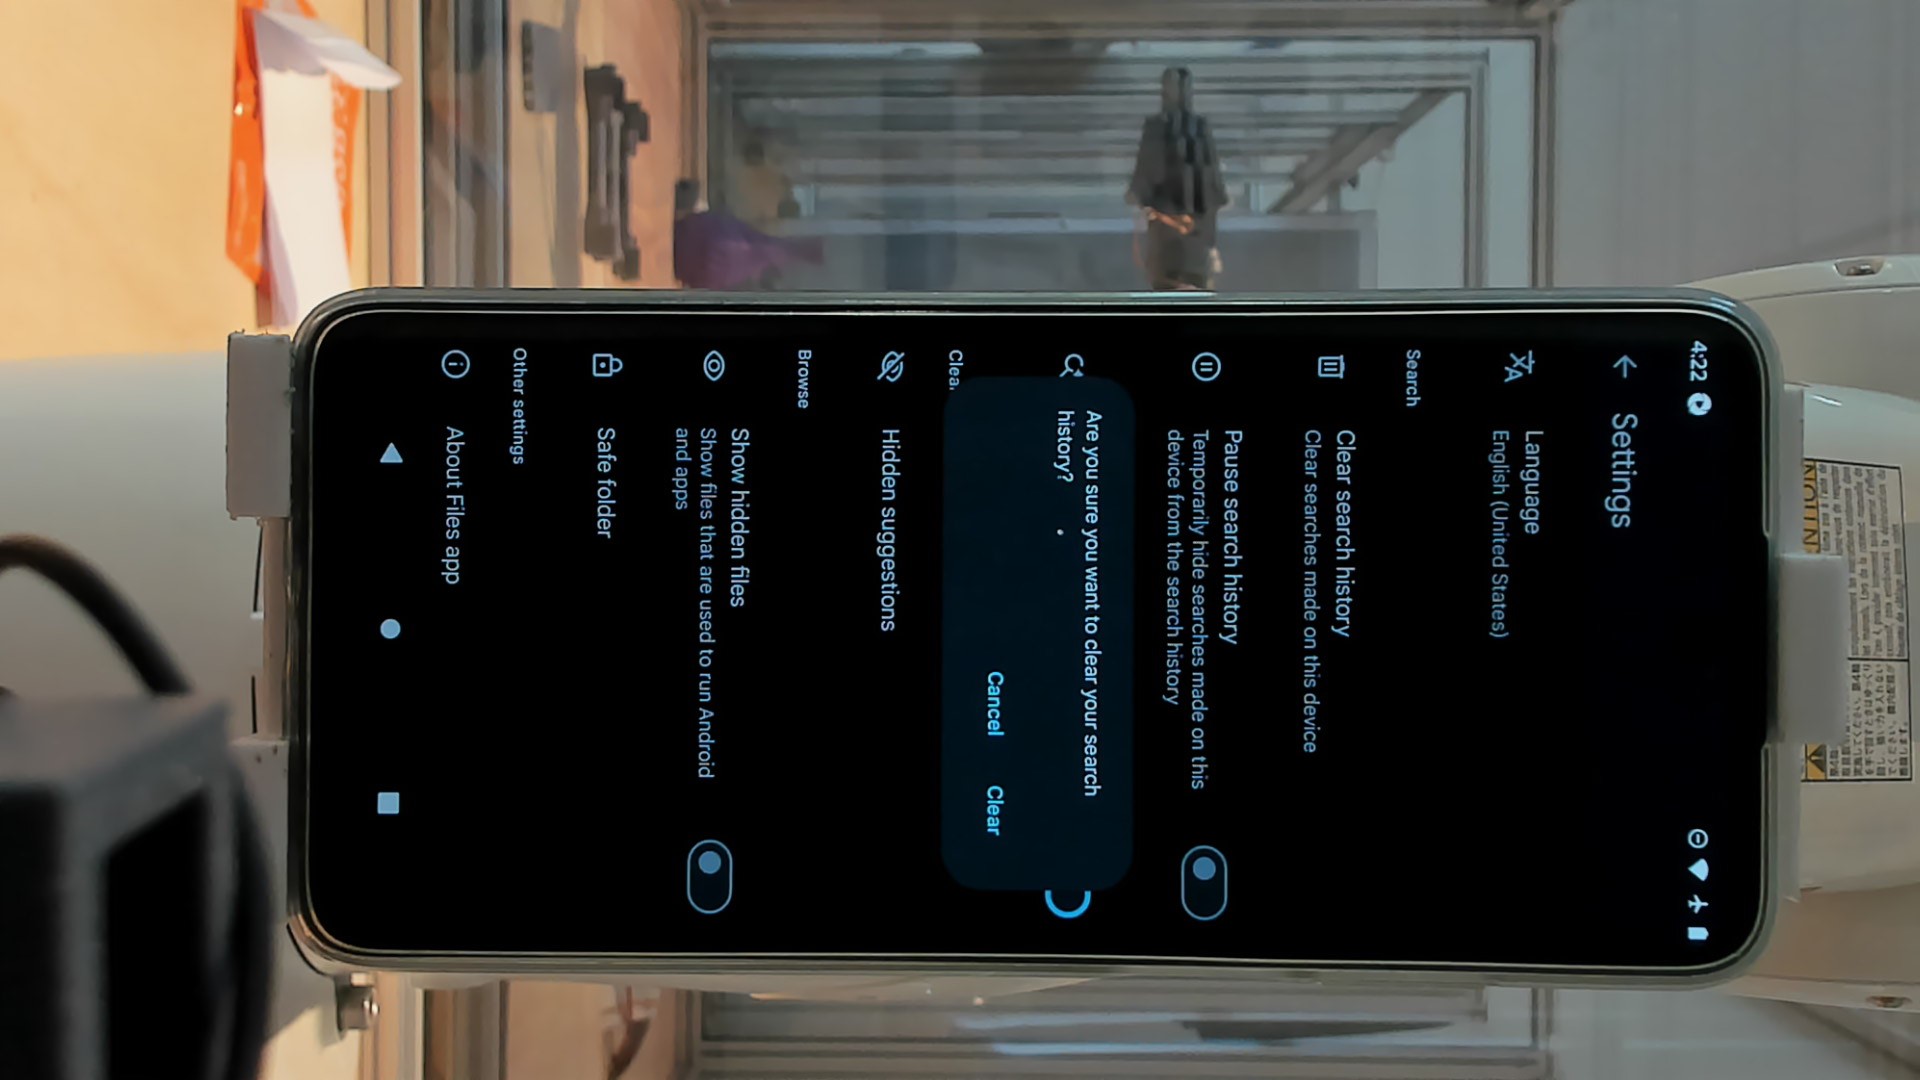 4:22
Settings
Language
English (United States)
Search
Clear search history
Clear searches made on this device
Pause search history
Temporarily hide searches made on this
device from the search history
Are you sure you want to clear your search
history?
Cancel
Clear
Clea
Hidden suggestions
Browse
Show hidden files
Show files that are used to run Android
and apps
Safe folder
Other settings
About Files app